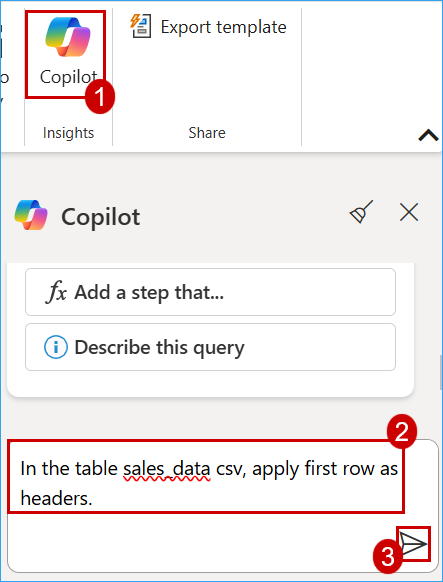 Copilot
1
Insights
Export template
Share
Copilot
fx Add a step that...
Describe this query
2
In the table sales_data csv, apply first row as
headers.
3